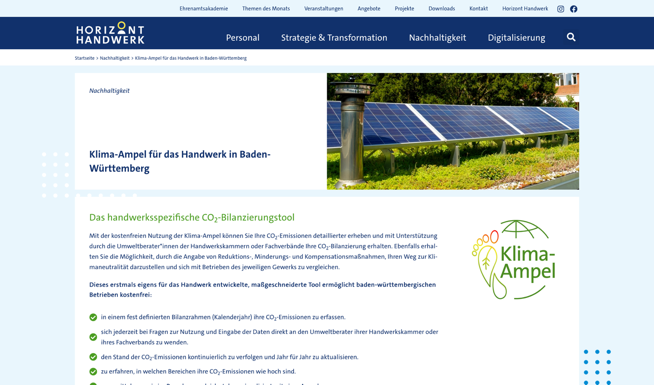 Ehrenamtsakademie Themen des Monats Veranstaltungen Angebote Projekte Downloads Kontakt Horizont Handwerk
HORIZONT
HANDWERK
Personal Strategie & Transformation Nachhaltigkeit Digitalisierung
Startseite > Nachhaltigkeit > Klima-Ampel für das Handwerk in Baden-Württemberg
Nachhaltigkeit
Klima-Ampel für das Handwerk in Baden-
Württemberg
Das handwerksspezifische CO₂-Bilanzierungstool
Mit der kostenfreien Nutzung der Klima-Ampel können Sie Ihre CO₂-Emissionen detaillierter erheben und mit Unterstützung
durch die Umweltberater*innen der Handwerkskammern oder Fachverbände Ihre CO₂-Bilanzierung erhalten. Ebenfalls erhal-
ten Sie die Möglichkeit, durch die Angabe von Reduktions-, Minderungs- und Kompensationsmaßnahmen, Ihren Weg zur Kli-
maneutralität darzustellen und sich mit Betrieben des jeweiligen Gewerks zu vergleichen.
Klima-
Ampel
Dieses erstmals eigens für das Handwerk entwickelte, maßgeschneiderte Tool ermöglicht baden-württembergischen
Betrieben kostenfrei:
in einem fest definierten Bilanzrahmen (Kalenderjahr) ihre CO₂-Emissionen zu erfassen.
sich jederzeit bei Fragen zur Nutzung und Eingabe der Daten direkt an den Umweltberater ihrer Handwerkskammer oder
ihres Fachverbands zu wenden.
den Stand der CO₂-Emissionen kontinuierlich zu verfolgen und Jahr für Jahr zu aktualisieren.
zu erfahren, in welchen Bereichen ihre CO₂-Emissionen wie hoch sind.